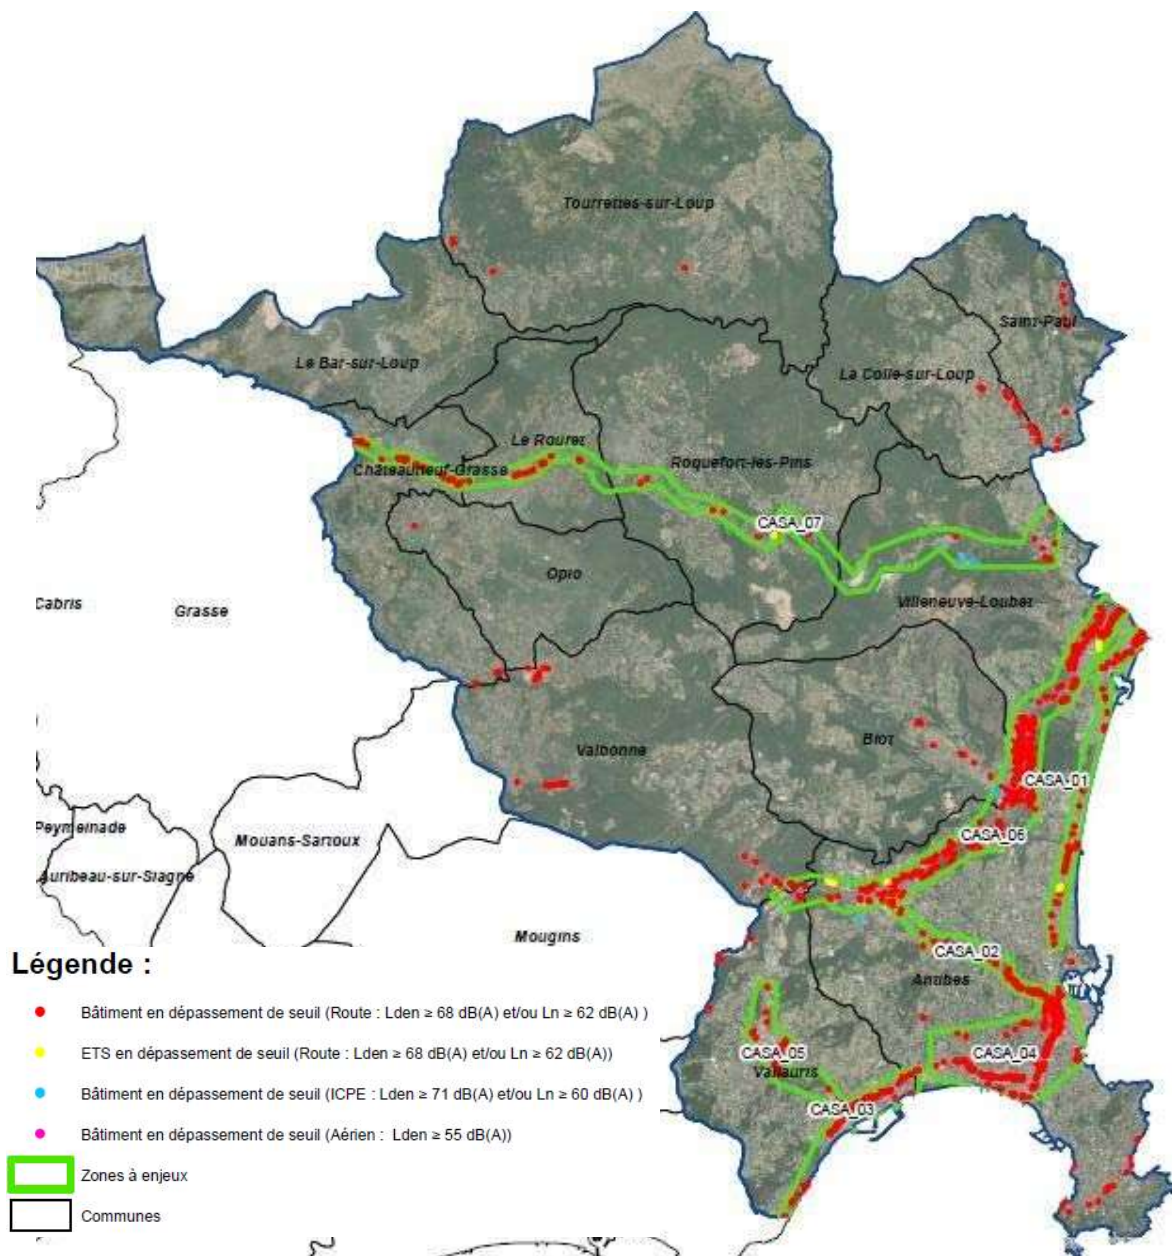 Tourrettes-sur-Loup
Saint-Paul
Le Bar-sur-Loup
La Colle-sur-Loup
Le Rouret
Châteauneuf-Grasse
Roquefort-les-Pins
CASA_07
Opio
Cabris
Grasse
Villeneuve-Loubet
Biot
Valbonne
CASA_01
Peymeinade
Mouans-Sartoux
CASA_06
Auribeau-sur-Siagne
Mougins
CASA_02
Antibes
CASA_05
CASA_04
Vallauris
CASA_03
Légende :
Bâtiment en dépassement de seuil (Route : Lden ≥ 68 dB(A) et/ou Ln ≥ 62 dB(A) )
ETS en dépassement de seuil (Route : Lden ≥ 68 dB(A) et/ou Ln ≥ 62 dB(A))
Bâtiment en dépassement de seuil (ICPE : Lden ≥ 71 dB(A) et/ou Ln ≥ 60 dB(A) )
Bâtiment en dépassement de seuil (Aérien : Lden ≥ 55 dB(A))
Zones à enjeux
Communes